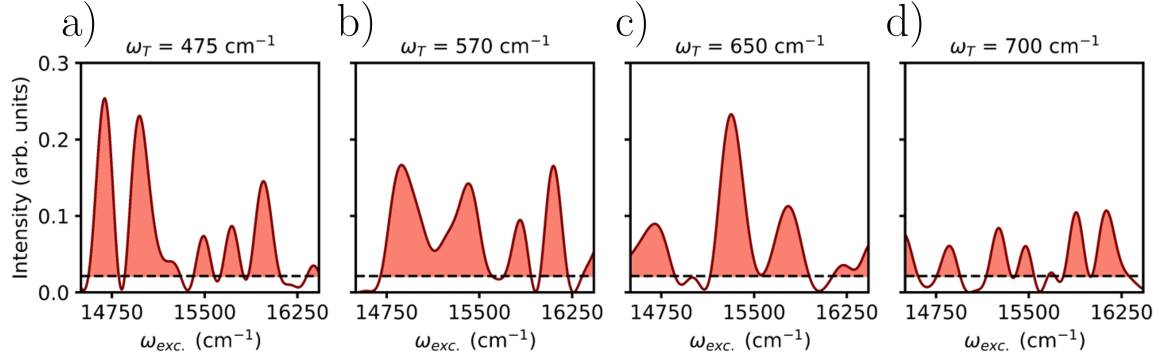 a) b) c) d)
ω_T = 475 cm⁻¹ ω_T = 570 cm⁻¹ ω_T = 650 cm⁻¹ ω_T = 700 cm⁻¹
Intensity (arb. units)
0.3
0.2
0.1
0.0
14750 15500 16250 14750 15500 16250 14750 15500 16250 14750 15500 16250
ω_exc. (cm⁻¹) ω_exc. (cm⁻¹) ω_exc. (cm⁻¹) ω_exc. (cm⁻¹)